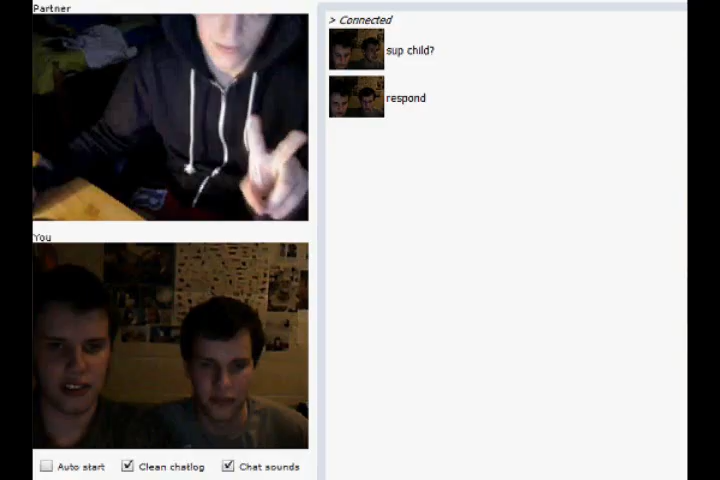 Partner
> Connected
sup child?
respond
You
Auto start
Clean chatlog
Chat sounds